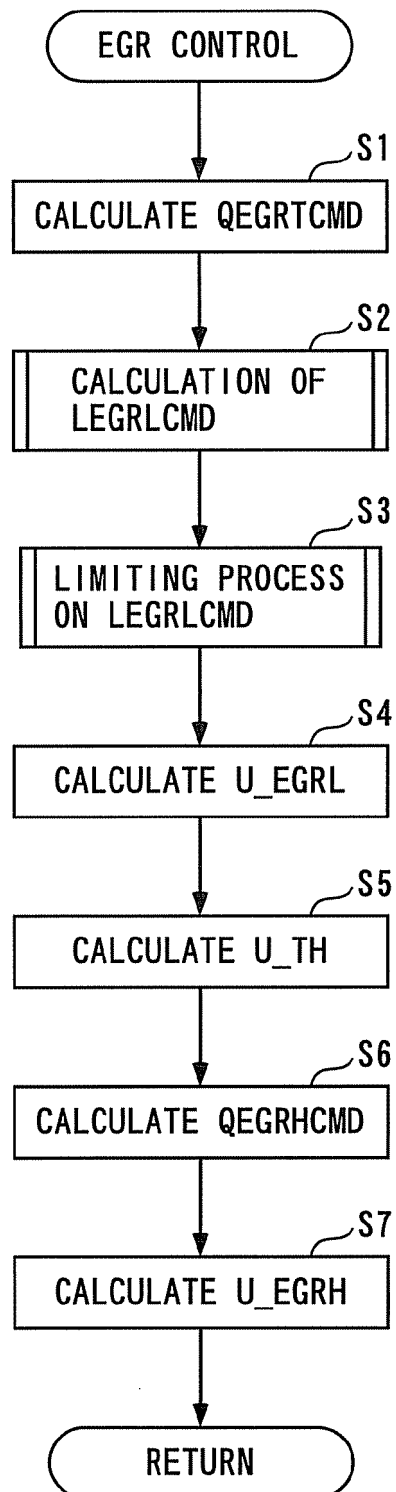 EGR CONTROL
S1
CALCULATE QEGRTCMD
S2
CALCULATION OF
LEGRLCMD
S3
LIMITING PROCESS
ON LEGRLCMD
S4
CALCULATE U_EGRL
S5
CALCULATE U_TH
S6
CALCULATE QEGRHCMD
S7
CALCULATE U_EGRH
RETURN